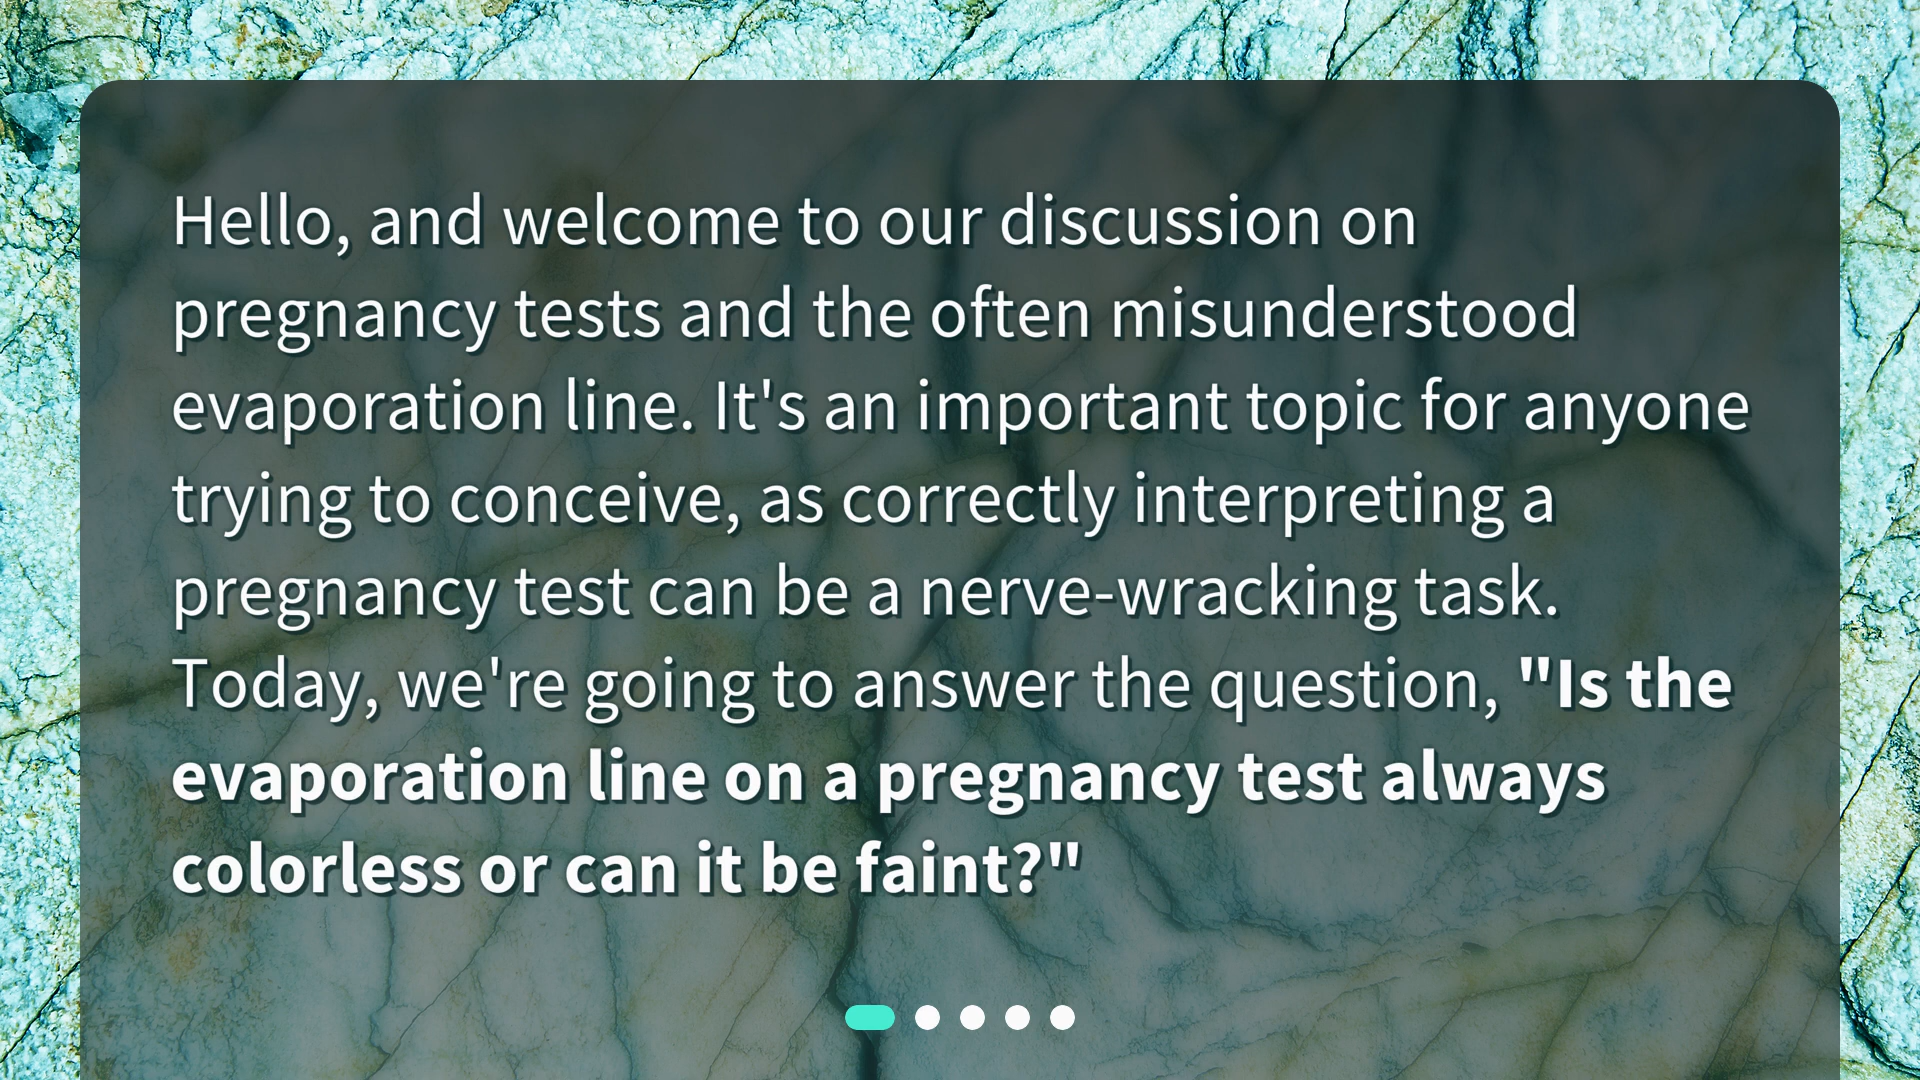 Hello, and welcome to our discussion on
pregnancy tests and the often misunderstood
evaporation line. It's an important topic for anyone
trying to conceive, as correctly interpreting a
pregnancy test can be a nerve-wracking task.
Today, we're going to answer the question, "Is the
evaporation line on a pregnancy test always
colorless or can it be faint?"